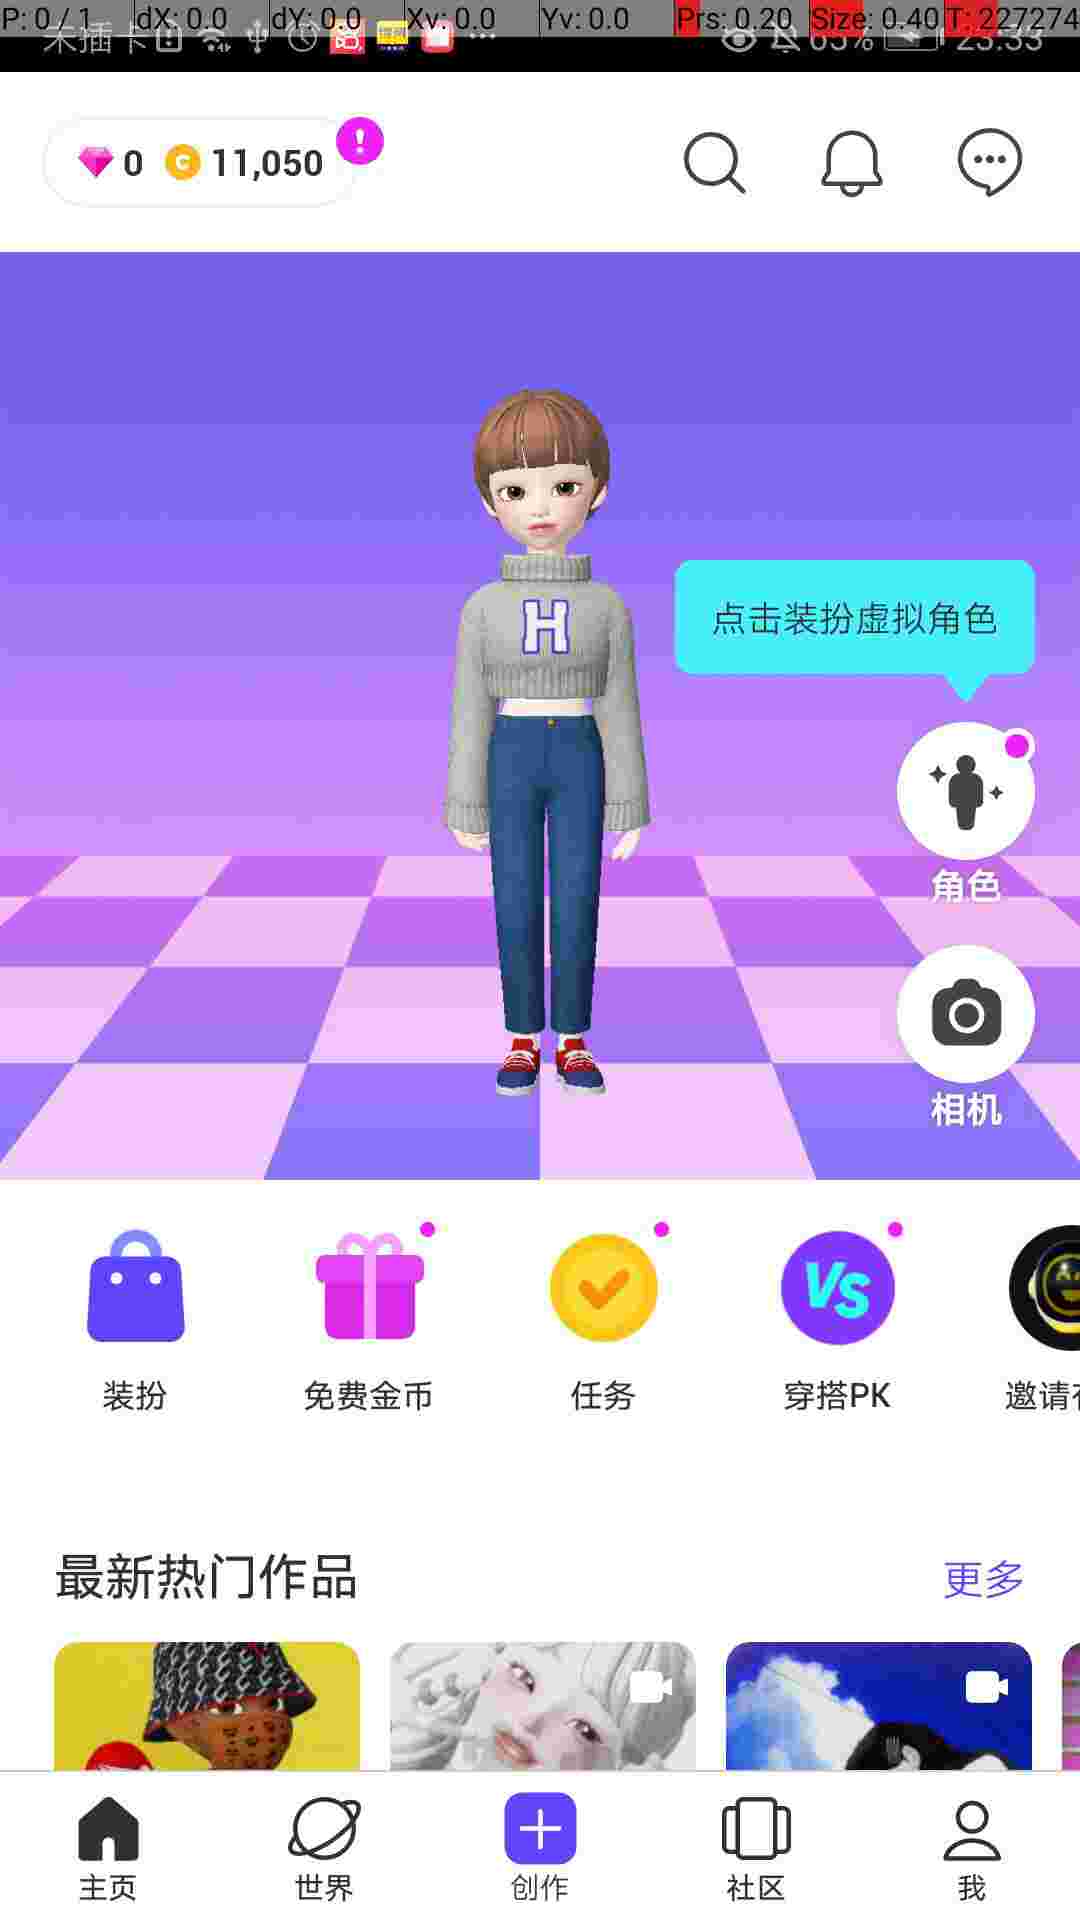 P: 0 / 1 dX: 0.0 dY: 0.0 Xv: 0.0 Yv: 0.0 Prs: 0.20 Size: 0.40 T: 227274
未插卡 63% 23:33
0 11,050
H
点击装扮虚拟角色
角色
相机
VS
装扮 免费金币 任务 穿搭PK 邀请
最新热门作品 更多
主页 世界 创作 社区 我